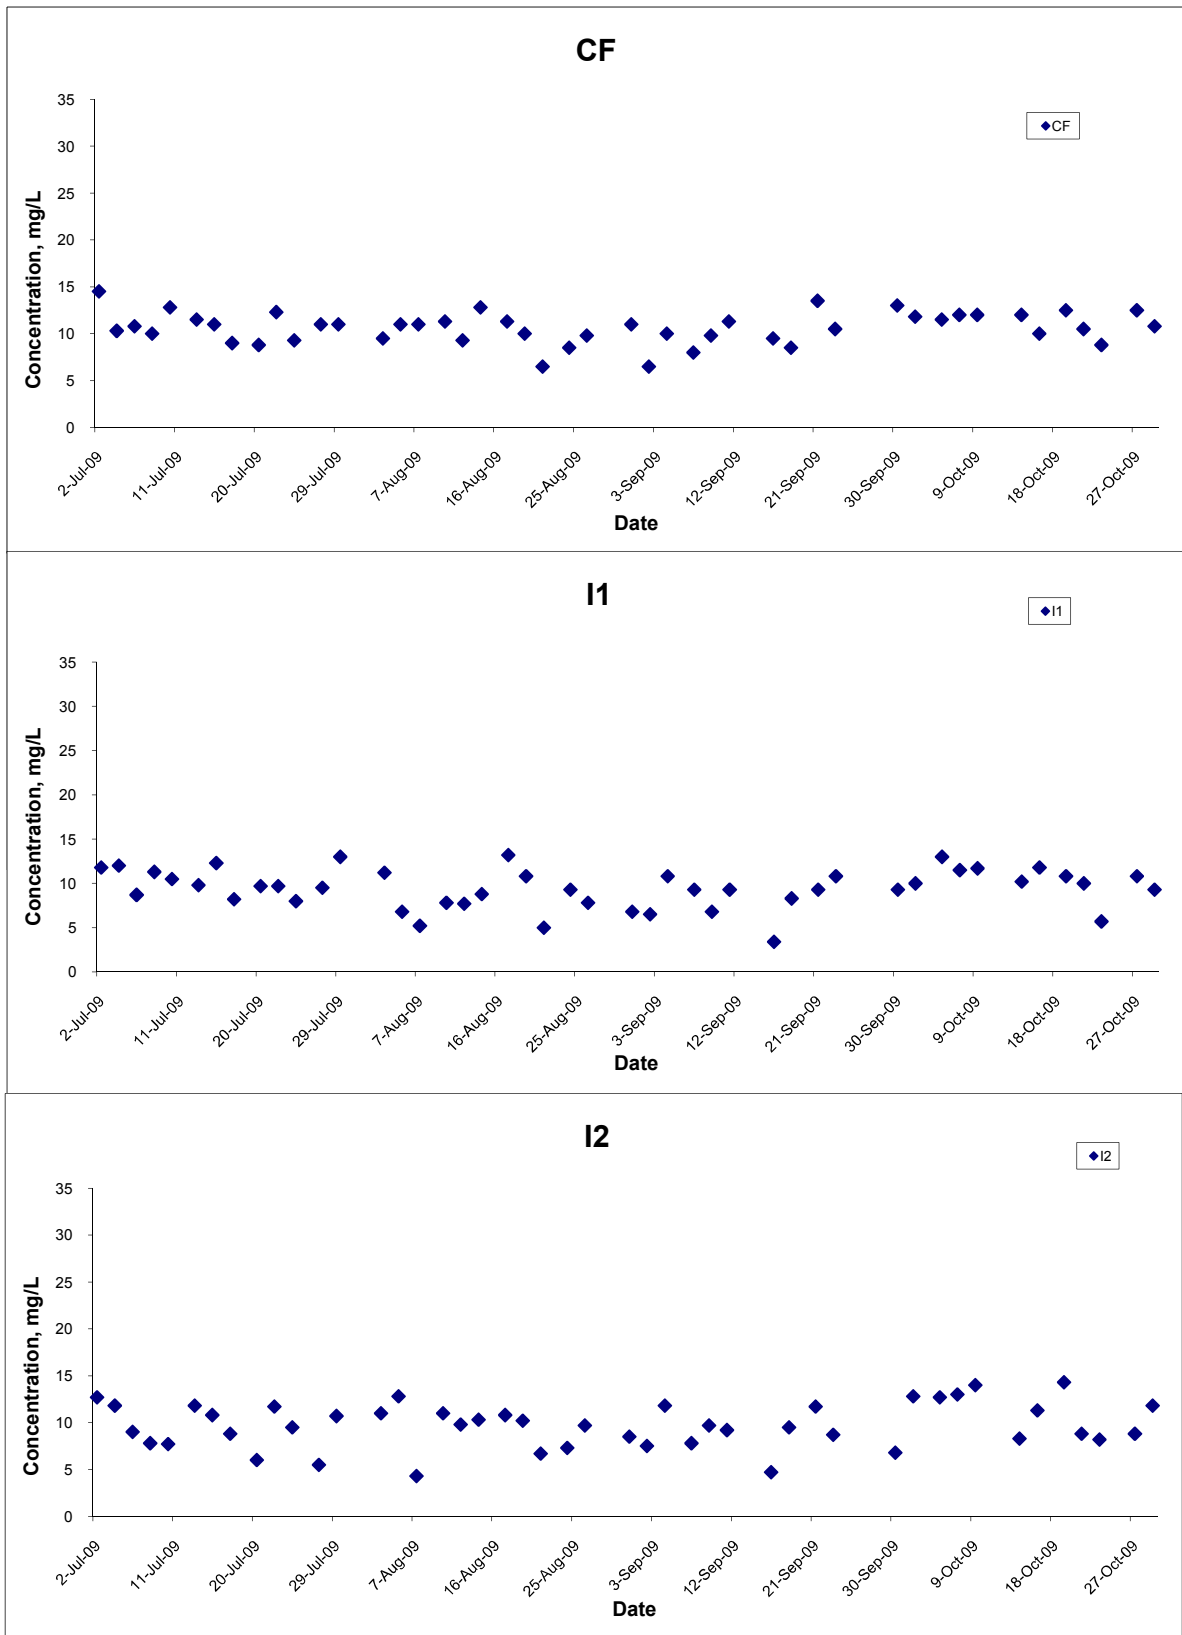 CF
35
30
25
20
15
10
5
0
Concentration, mg/L
CF
2-Jul-09 11-Jul-09 20-Jul-09 29-Jul-09 7-Aug-09 16-Aug-09 25-Aug-09 3-Sep-09 12-Sep-09 21-Sep-09 30-Sep-09 9-Oct-09 18-Oct-09 27-Oct-09
Date
I1
35
30
25
20
15
10
5
0
Concentration, mg/L
I1
2-Jul-09 11-Jul-09 20-Jul-09 29-Jul-09 7-Aug-09 16-Aug-09 25-Aug-09 3-Sep-09 12-Sep-09 21-Sep-09 30-Sep-09 9-Oct-09 18-Oct-09 27-Oct-09
Date
I2
35
30
25
20
15
10
5
0
Concentration, mg/L
I2
2-Jul-09 11-Jul-09 20-Jul-09 29-Jul-09 7-Aug-09 16-Aug-09 25-Aug-09 3-Sep-09 12-Sep-09 21-Sep-09 30-Sep-09 9-Oct-09 18-Oct-09 27-Oct-09
Date